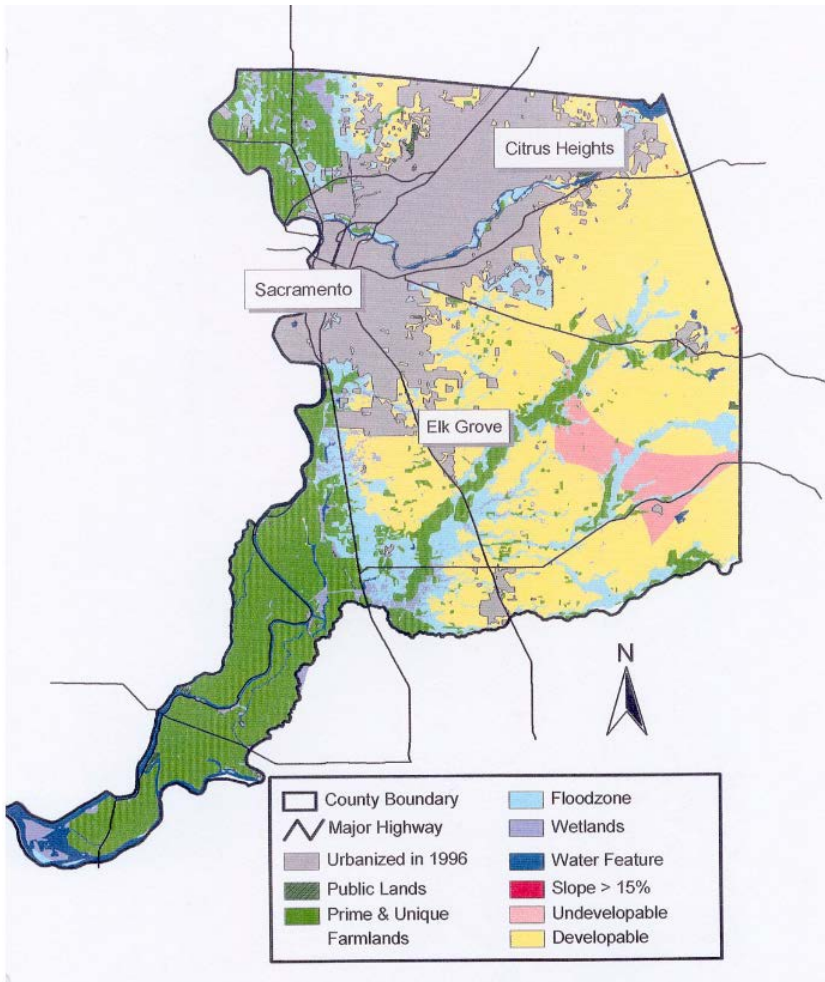 Citrus Heights
Sacramento
Elk Grove
N
County Boundary
Major Highway
Urbanized in 1996
Public Lands
Prime & Unique
Farmlands
Floodzone
Wetlands
Water Feature
Slope > 15%
Undevelopable
Developable